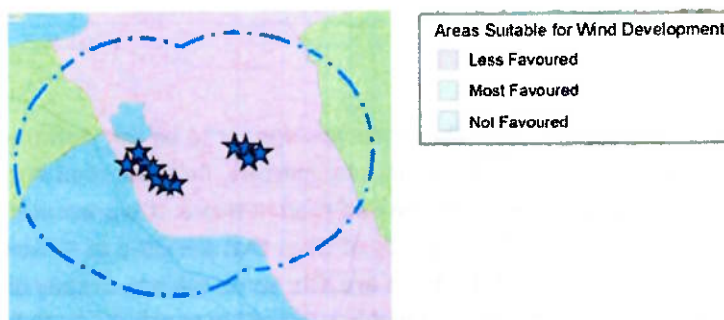 Areas Suitable for Wind Development
Less Favoured
Most Favoured
Not Favoured